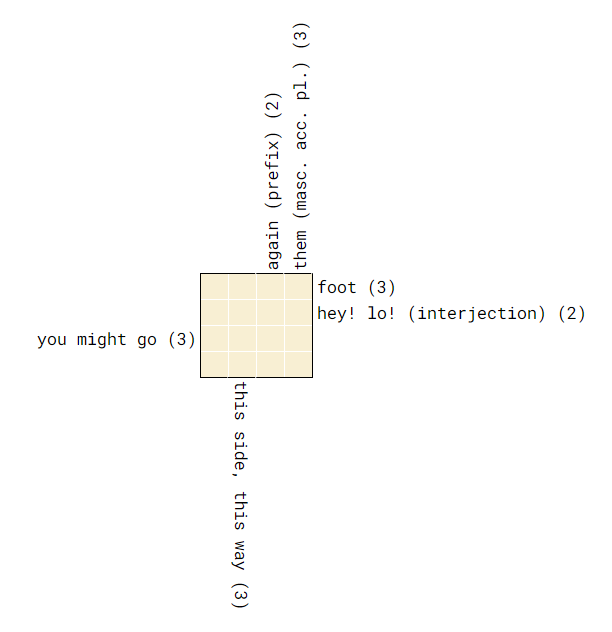 again (prefix) (2)
them (masc. acc. pl.) (3)
foot (3)
hey! lo! (interjection) (2)
you might go (3)
this side, this way (3)